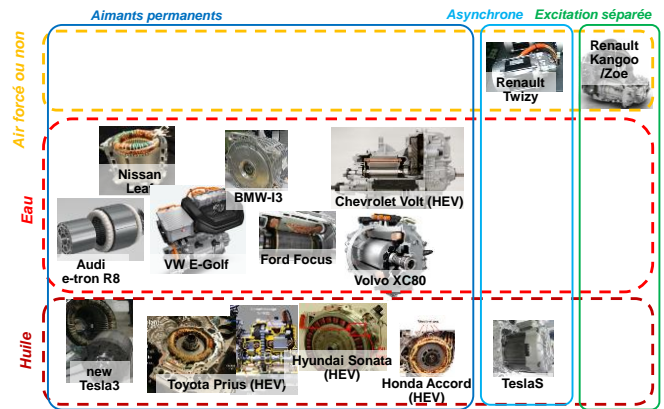 Aimants permanents
Asynchrone
Excitation séparée
Air forcé ou non
Renault
Twizy
Renault
Kangoo
/Zoe
Eau
Nissan
Leaf
BMW-I3
Chevrolet Volt (HEV)
Audi
e-tron R8
VW E-Golf
Ford Focus
Volvo XC80
Huile
new
Tesla3
Toyota Prius (HEV)
Hyundai Sonata
(HEV)
Honda Accord
(HEV)
TeslaS